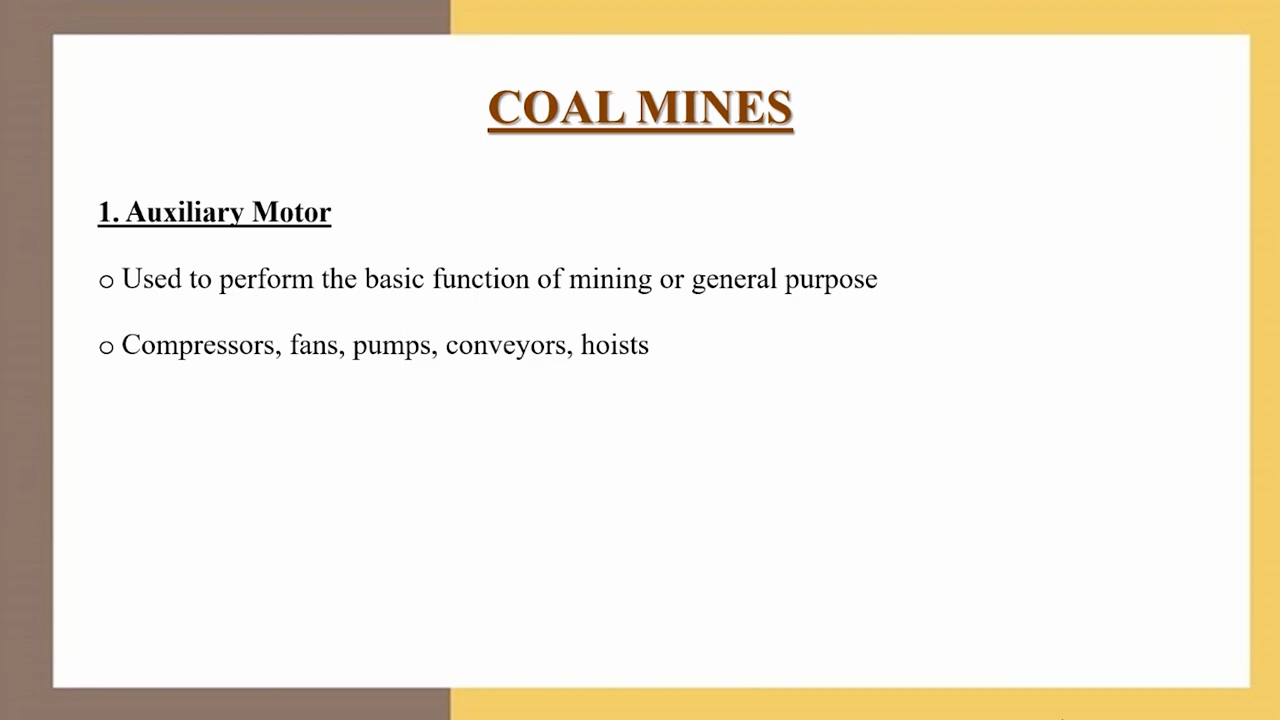 COAL MINES
1. Auxiliary Motor
o Used to perform the basic function of mining or general purpose
o Compressors, fans, pumps, conveyors, hoists